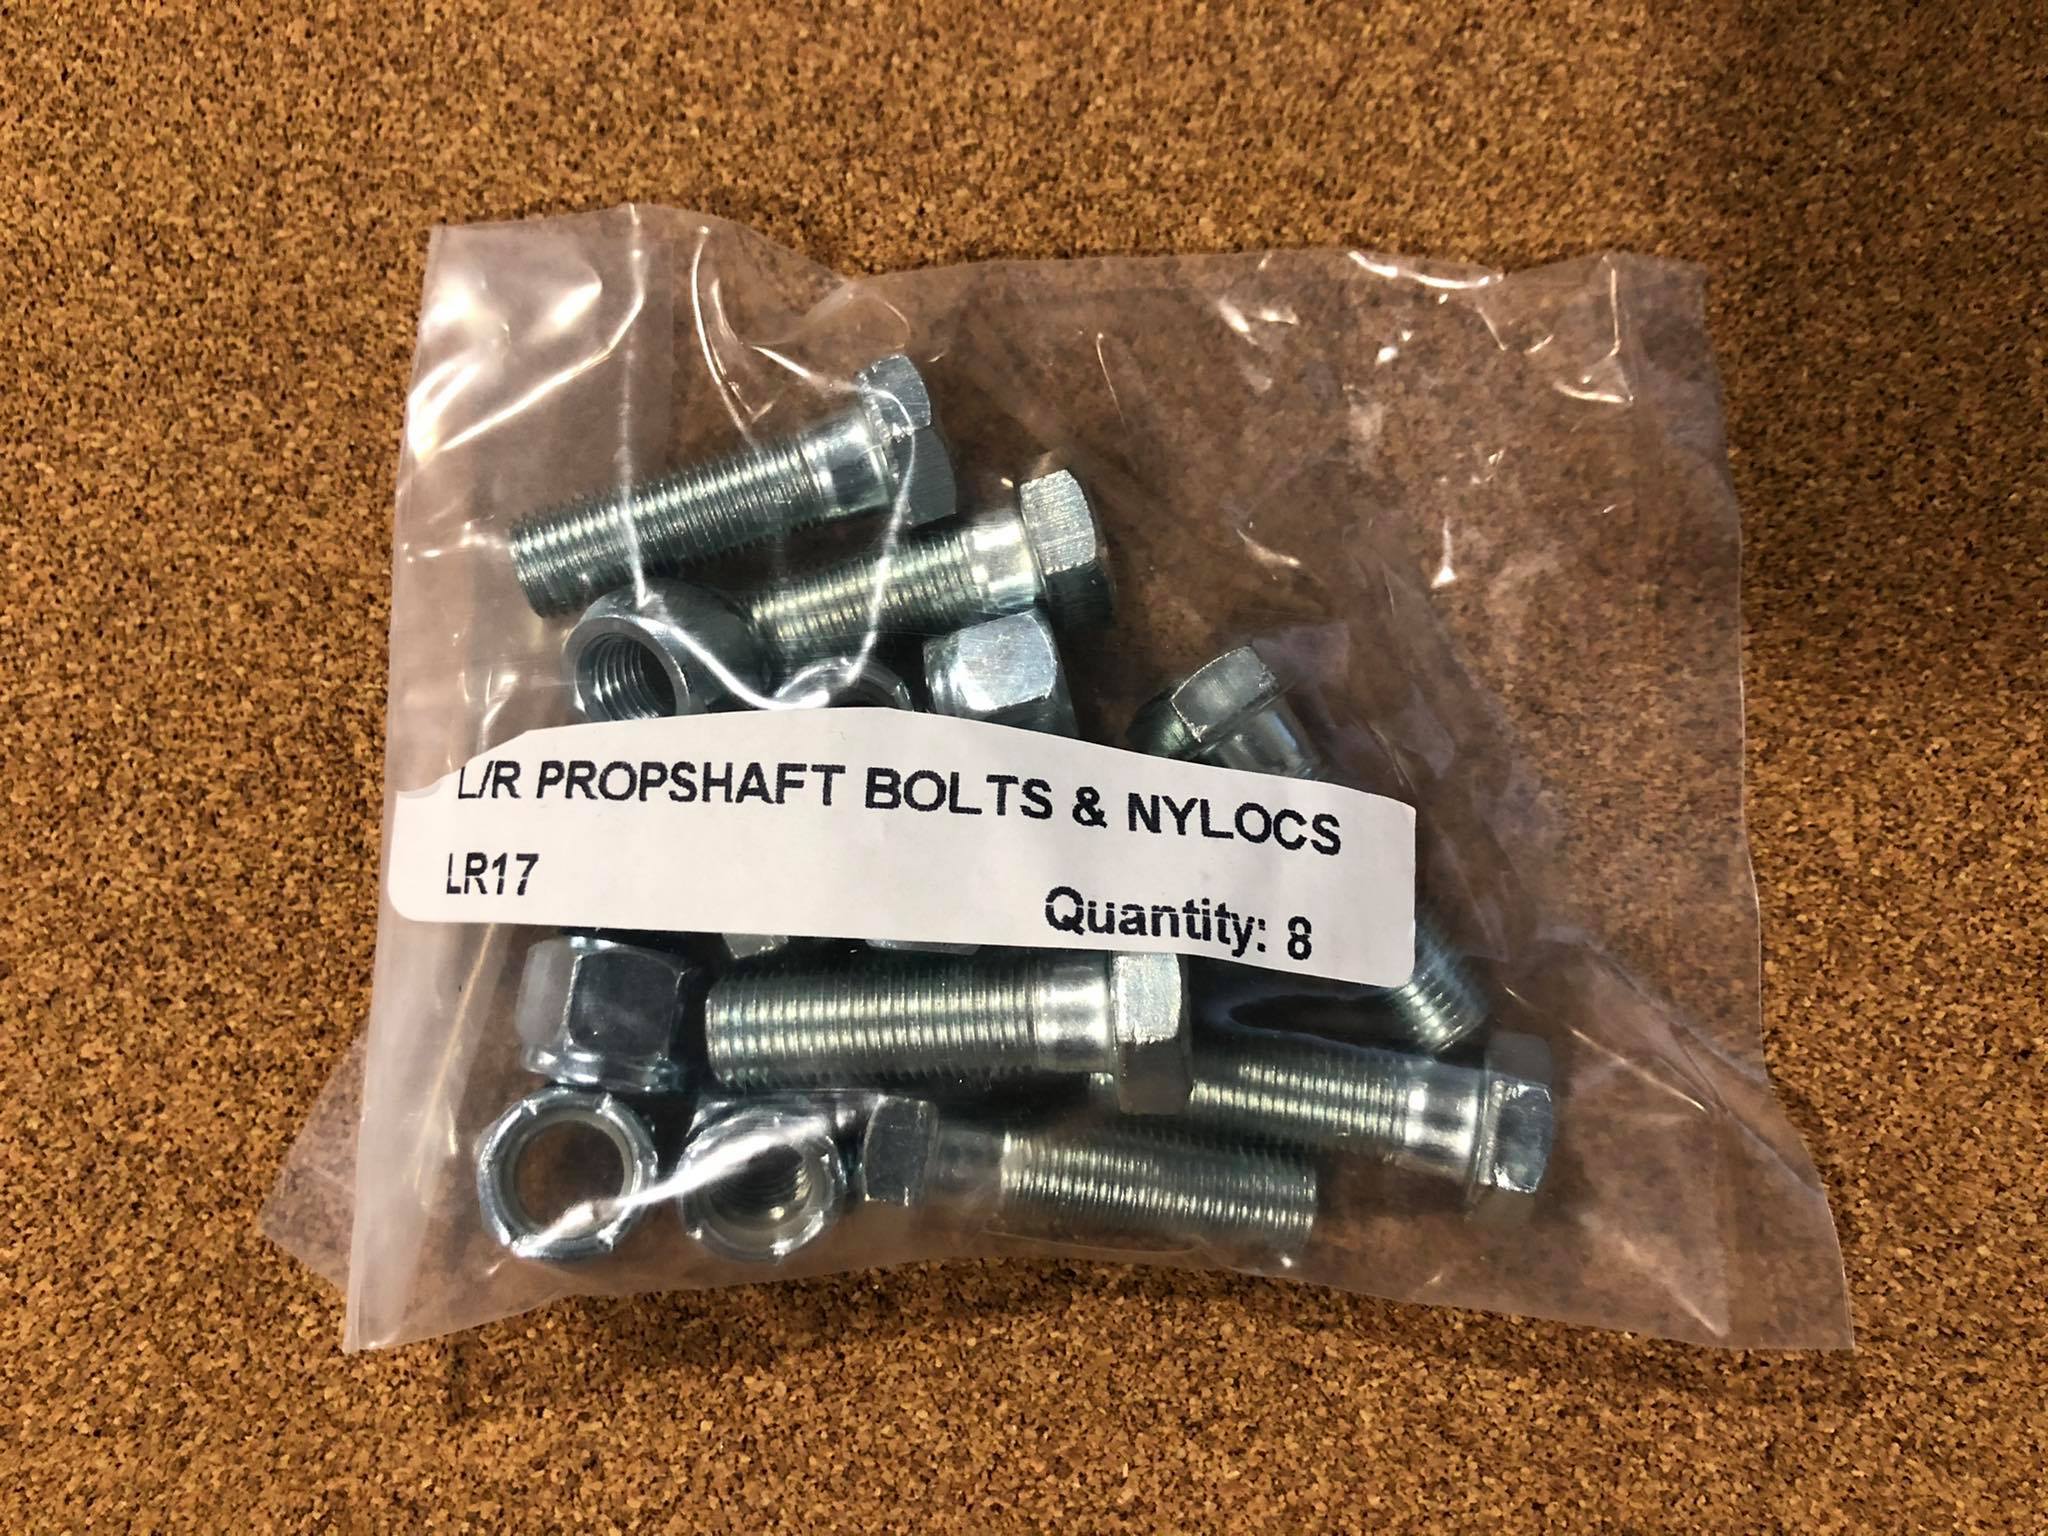 L/R PROPSHAFT BOLTS & NYLOCS
LR17
Quantity: 8